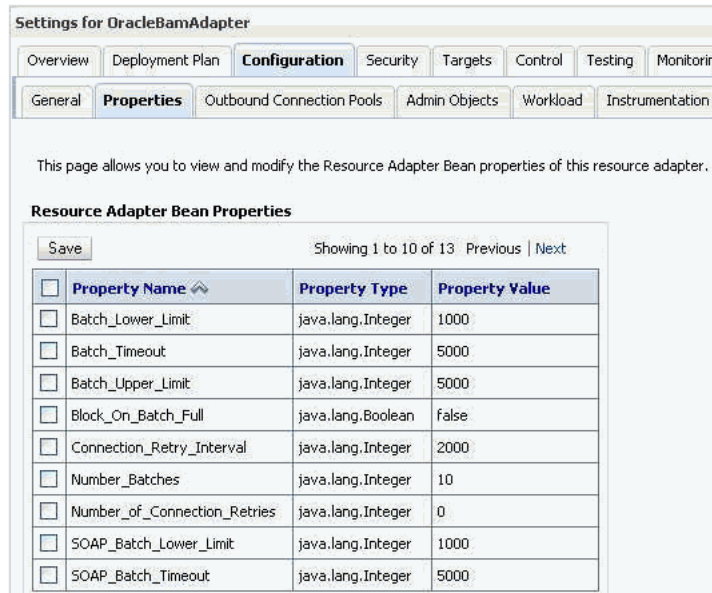 Settings for OracleBamAdapter
Overview Deployment Plan Configuration Security Targets Control Testing Monitorin
General Properties Outbound Connection Pools Admin Objects Workload Instrumentation
This page allows you to view and modify the Resource Adapter Bean properties of this resource adapter.
Resource Adapter Bean Properties
Save Showing 1 to 10 of 13 Previous | Next
Property Name Property Type Property Value
Batch_Lower_Limit java.lang.Integer 1000
Batch_Timeout java.lang.Integer 5000
Batch_Upper_Limit java.lang.Integer 5000
Block_On_Batch_Full java.lang.Boolean false
Connection_Retry_Interval java.lang.Integer 2000
Number_Batches java.lang.Integer 10
Number_of_Connection_Retries java.lang.Integer 0
SOAP_Batch_Lower_Limit java.lang.Integer 1000
SOAP_Batch_Timeout java.lang.Integer 5000